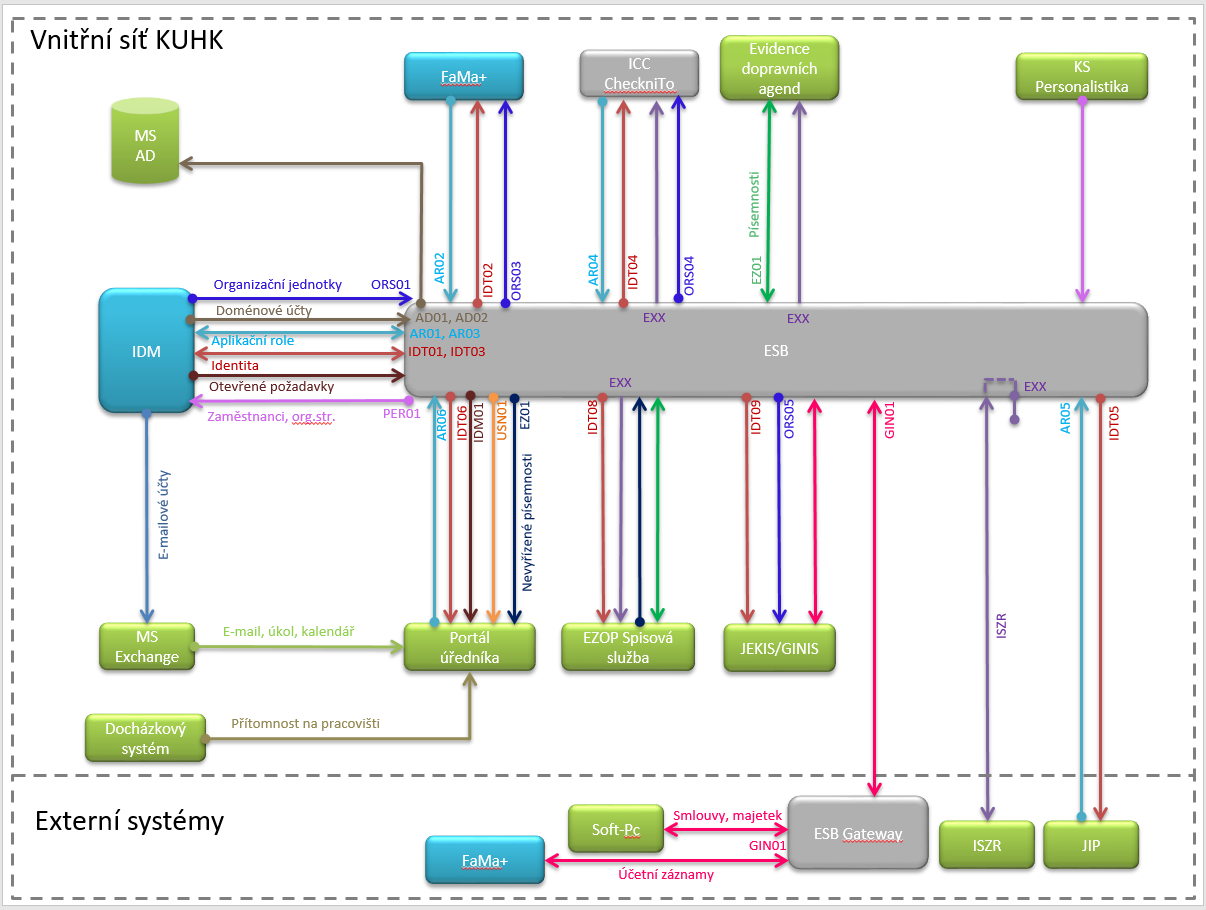 Vnitřní síť KUHK
FaMa+
ICC
CheckniTo
Evidence
dopravních
agend
KS
Personalistika
MS
AD
Písemnosti
AR02
IDT02
ORS03
AR04
IDT04
ORS04
EZ01
Organizační jednotky
ORS01
Doménové účty
AD01, AD02
EXX
EXX
Aplikační role
AR01, AR03
IDM
IDT01, IDT03
ESB
Identita
Otevřené požadavky
EXX
EXX
Zaměstnanci, org.str.
PER01
AR06
IDT06
IDM01
USN01
EZ01
IDT08
IDT09
ORS05
GIN01
AR05
IDT05
E-mailové účty
Nevyřízené písemnosti
ISZR
MS
Exchange
E-mail, úkol, kalendář
Portál
úředníka
EZOP Spisová
služba
JEKIS/GINIS
Docházkový
systém
Přítomnost na pracovišti
Externí systémy
Soft-Pc
Smlouvy, majetek
ESB Gateway
GIN01
FaMa+
Účetní záznamy
ISZR
JIP